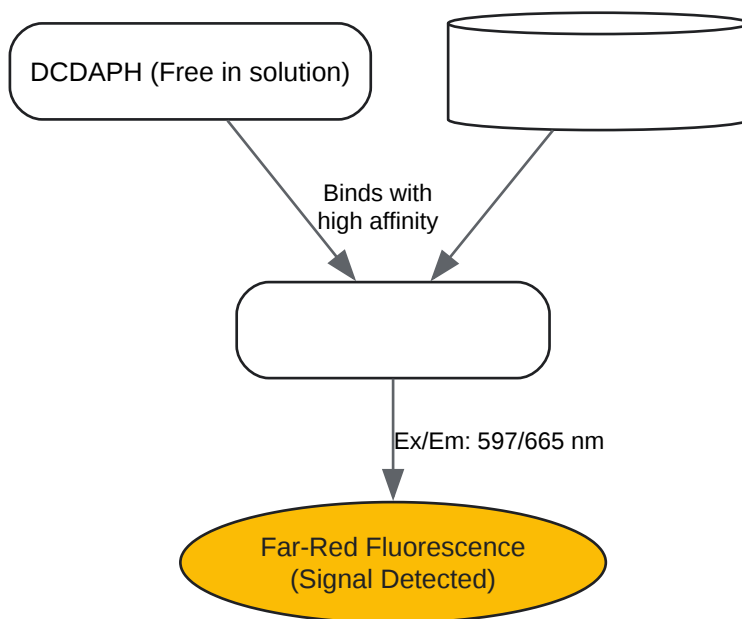 DCDAPH (Free in solution)
Binds with
high affinity
Ex/Em: 597/665 nm
Far-Red Fluorescence
(Signal Detected)